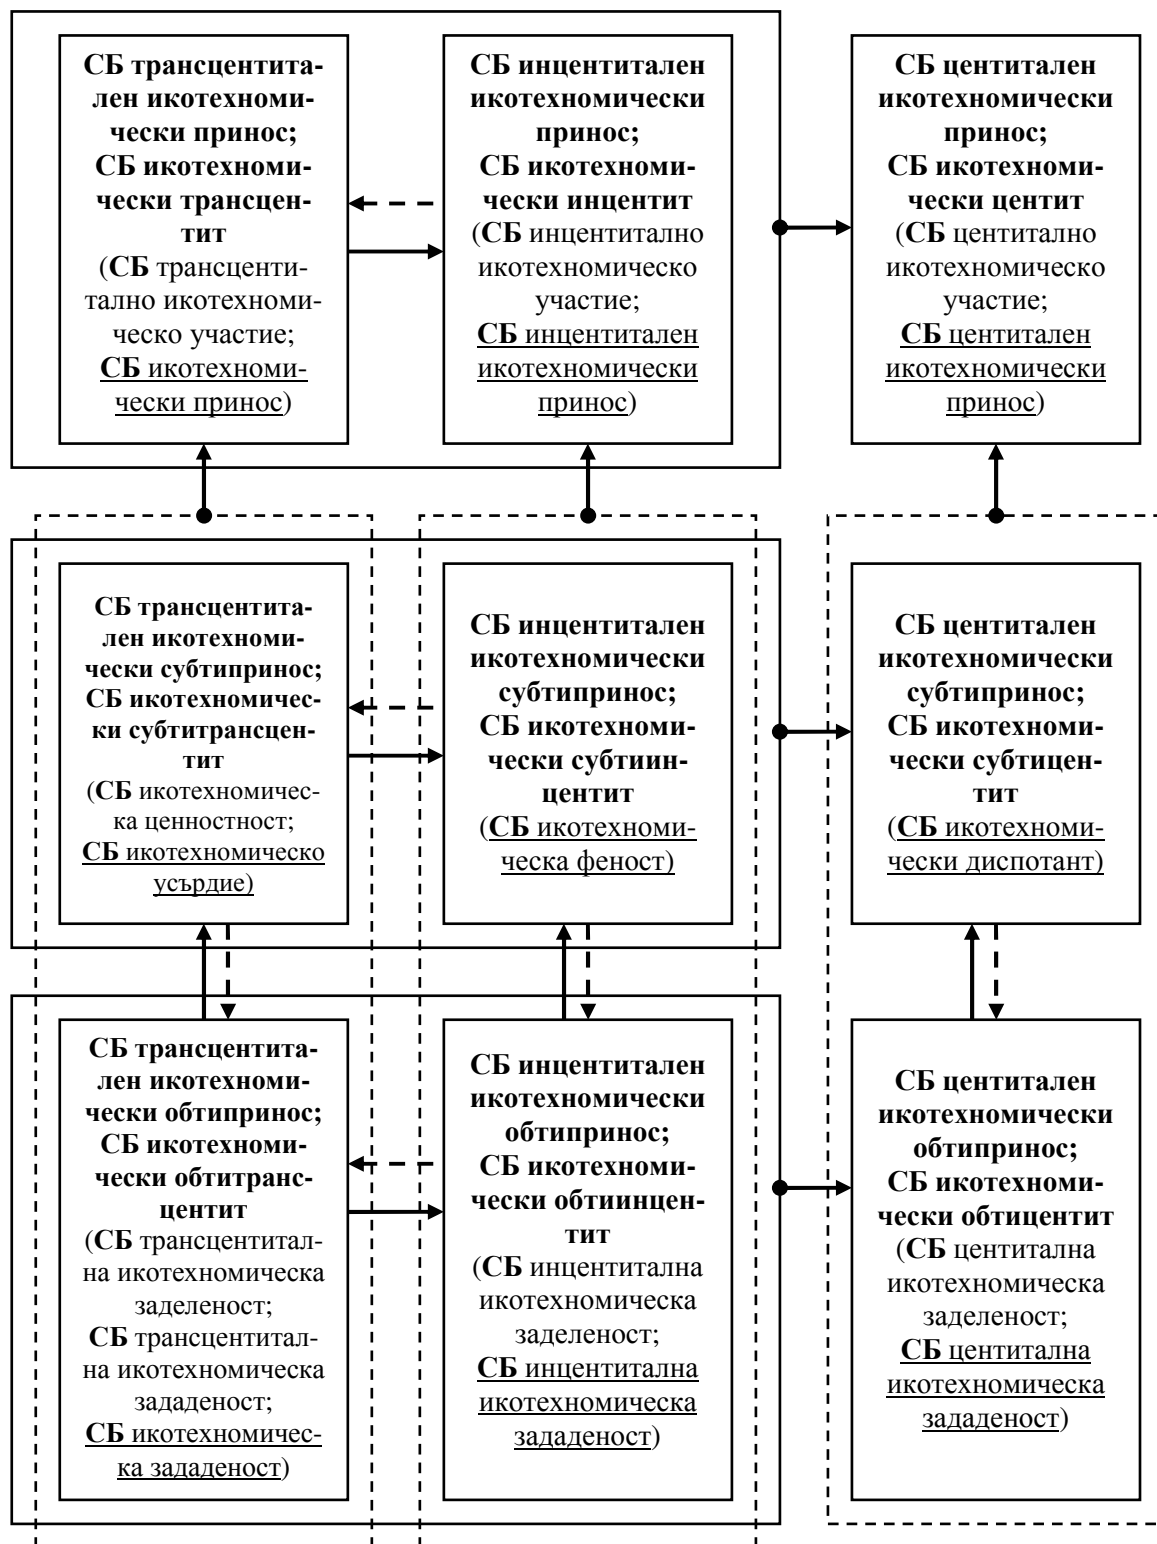 СБ трансцентита-
лен икотехноми-
чески принос;
СБ икотехноми-
чески трансцен-
тит
(СБ трансценти-
тално икотехноми-
ческо участие;
СБ икотехноми-
чески принос)
СБ инцентитален
икотехномически
принос;
СБ икотехноми-
чески инцентит
(СБ инцентитално
икотехномическо
участие;
СБ инцентитален
икотехномически
принос)
СБ центитален
икотехномически
принос;
СБ икотехноми-
чески центит
(СБ центитално
икотехномическо
участие;
СБ центитален
икотехномически
принос)
СБ трансцентита-
лен икотехноми-
чески субтипринос;
СБ икотехномичес-
ки субтитрансцен-
тит
(СБ икотехномичес-
ка ценностност;
СБ икотехномическо
усърдие)
СБ инцентитален
икотехномически
субтипринос;
СБ икотехноми-
чески субтиин-
центит
(СБ икотехноми-
ческа феност)
СБ центитален
икотехномически
субтипринос;
СБ икотехноми-
чески субтицен-
тит
(СБ икотехноми-
чески диспотант)
СБ трансцентита-
лен икотехноми-
чески обтипринос;
СБ икотехноми-
чески обтитранс-
центит
(СБ трансцентитал-
на икотехномическа
заделеност;
СБ трансцентитал-
на икотехномическа
зададеност;
СБ икотехномичес-
ка зададеност)
СБ инцентитален
икотехномически
обтипринос;
СБ икотехноми-
чески обтиинцен-
тит
(СБ инцентитална
икотехномическа
заделеност;
СБ инцентитална
икотехномическа
зададеност)
СБ центитален
икотехномически
обтипринос;
СБ икотехноми-
чески обтицентит
(СБ центитална
икотехномическа
заделеност;
СБ центитална
икотехномическа
зададеност)